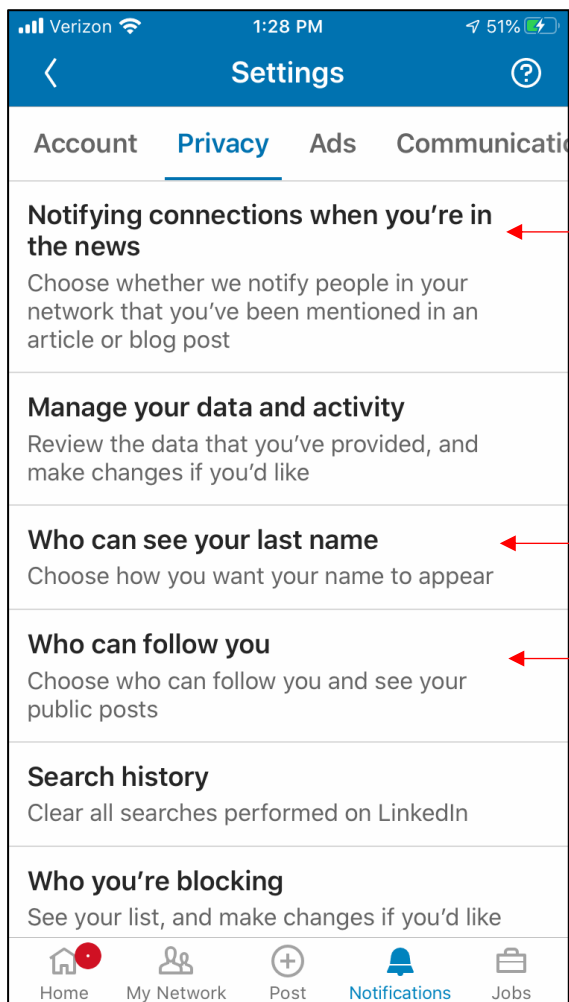 Verizon 1:28 PM 51%
Settings
Account Privacy Ads Communicatio
Notifying connections when you’re in
the news
Choose whether we notify people in your
network that you’ve been mentioned in an
article or blog post
Manage your data and activity
Review the data that you’ve provided, and
make changes if you’d like
Who can see your last name
Choose how you want your name to appear
Who can follow you
Choose who can follow you and see your
public posts
Search history
Clear all searches performed on LinkedIn
Who you’re blocking
See your list, and make changes if you’d like
Home My Network Post Notifications Jobs